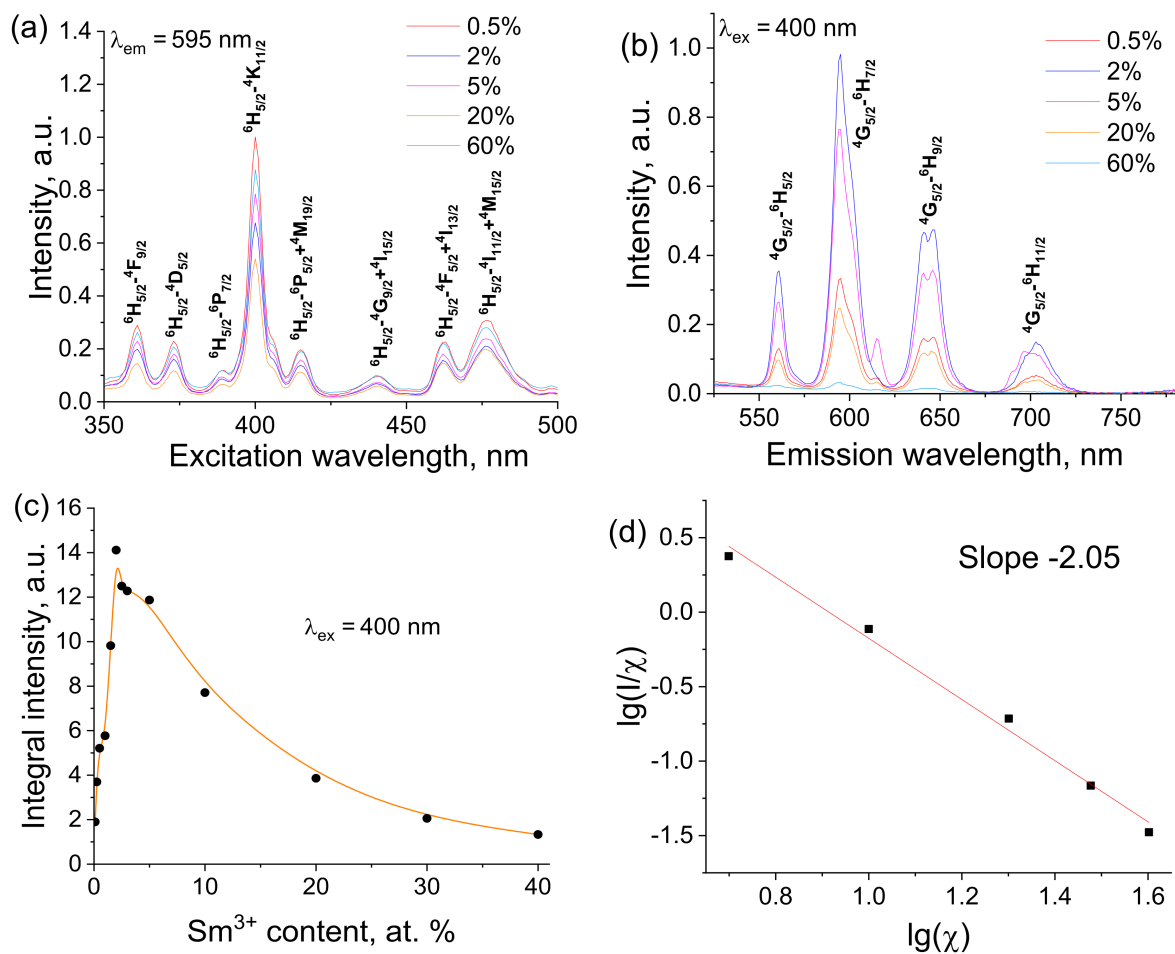 (a)
λem = 595 nm
0.5%
2%
5%
20%
60%
1.4
1.2
1.0
0.8
0.6
0.4
0.2
0.0
Intensity, a.u.
⁶H5/2-⁴F9/2
⁶H5/2-⁴D5/2
⁶H5/2-⁶P7/2
⁶H5/2-⁴K11/2
⁶H5/2-⁶P5/2+⁴M19/2
⁶H5/2-⁴G9/2+⁴I15/2
⁶H5/2-⁴F5/2+⁴I13/2
⁶H5/2-⁴I11/2+⁴M15/2
350 400 450 500
Excitation wavelength, nm
(b)
λex = 400 nm
0.5%
2%
5%
20%
60%
1.0
0.8
0.6
0.4
0.2
0.0
Intensity, a.u.
⁴G5/2-⁶H5/2
⁴G5/2-⁶H7/2
⁴G5/2-⁶H9/2
⁴G5/2-⁶H11/2
550 600 650 700 750
Emission wavelength, nm
(c)
16
14
12
10
8
6
4
2
0
Integral intensity, a.u.
λex = 400 nm
0 10 20 30 40
Sm³⁺ content, at. %
(d)
Slope -2.05
0.5
0.0
-0.5
-1.0
-1.5
lg(I/χ)
0.8 1.0 1.2 1.4 1.6
lg(χ)